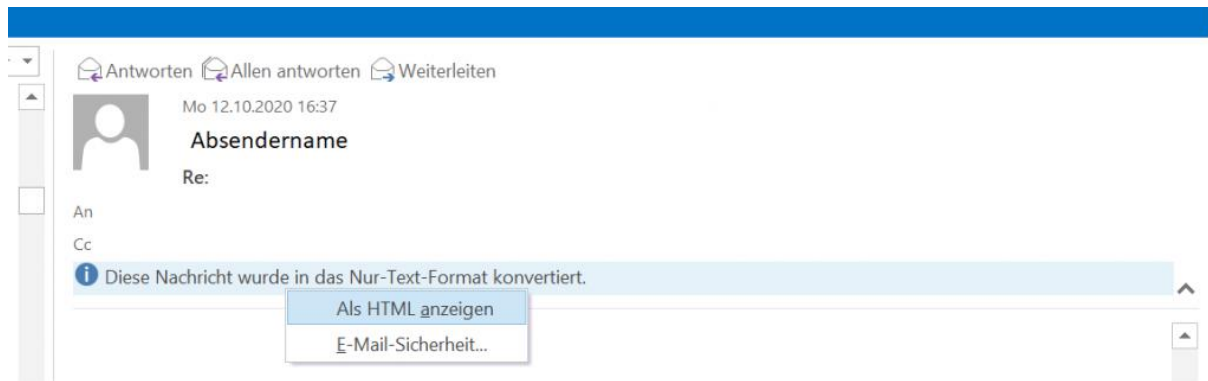 Antworten Allen antworten Weiterleiten
Mo 12.10.2020 16:37
Absendername
Re:
An
Cc
Diese Nachricht wurde in das Nur-Text-Format konvertiert.
Als HTML anzeigen
E-Mail-Sicherheit...